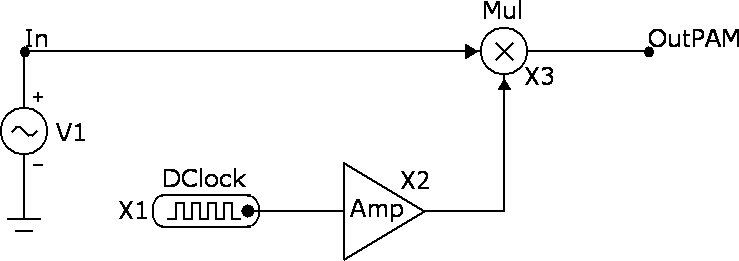 Mul
In
OutPAM
X3
+
V1
−
DClock
X2
X1
Amp